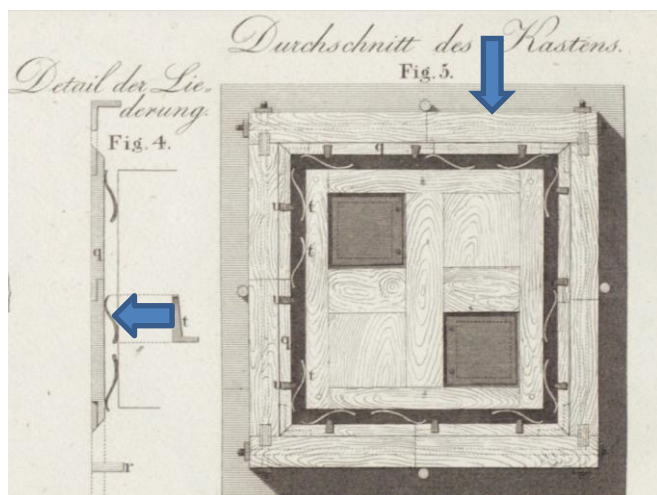 Durchschnitt des Kastens.
Fig. 5.
Detail der Lie-
derung.
Fig. 4.
q
t
r
q
t
u
t
q
t
u